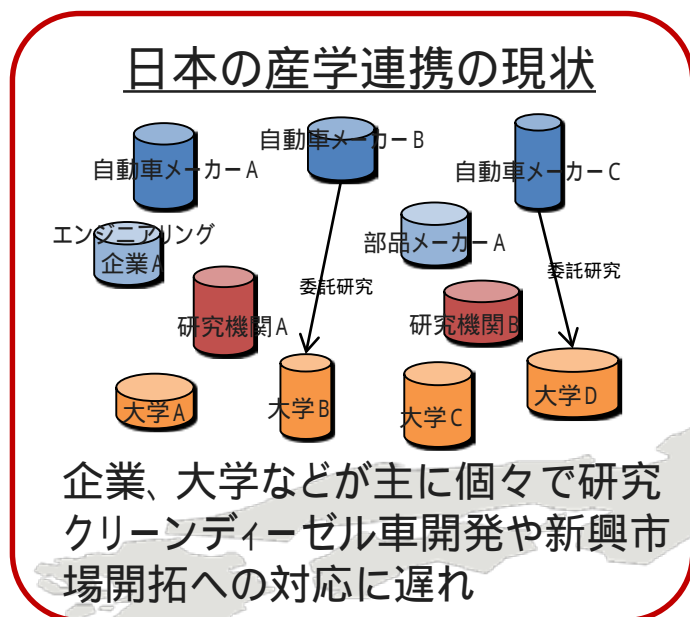 日本の産学連携の現状
自動車メーカーA
自動車メーカーB
自動車メーカーC
エンジニアリング
企業A
部品メーカーA
委託研究
委託研究
研究機関A
研究機関B
大学A
大学B
大学C
大学D
企業、大学などが主に個々で研究
クリーンディーゼル車開発や新興市
場開拓への対応に遅れ